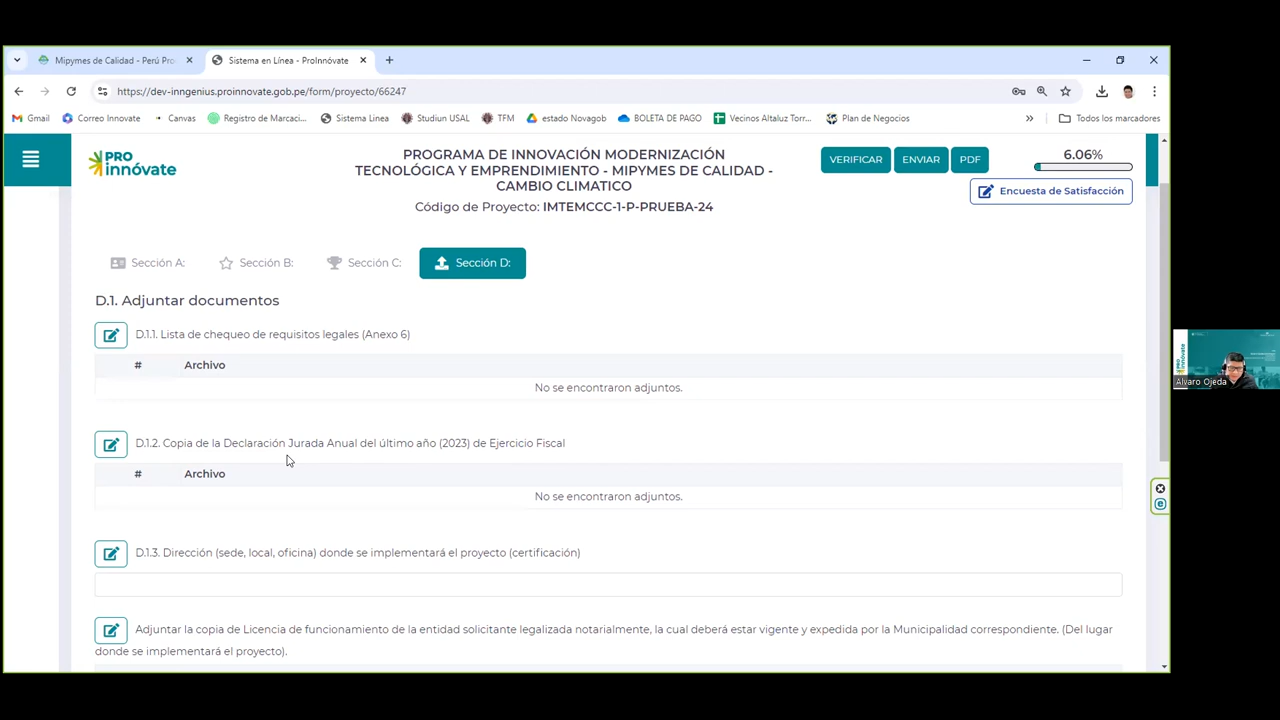 Mipymes de Calidad - Perú Pro
Sistema en Línea - ProInnóvate
https://dev-inngenius.proinnovate.gob.pe/form/proyecto/66247
Gmail
Correo Innovate
Canvas
Registro de Marcaci...
Sistema Linea
Studiun USAL
TFM
estado Novagob
BOLETA DE PAGO
Vecinos Altaluz Torr...
Plan de Negocios
»
Todos los marcadores
PRO
innóvate
PROGRAMA DE INNOVACIÓN MODERNIZACIÓN
TECNOLÓGICA Y EMPRENDIMIENTO - MIPYMES DE CALIDAD -
CAMBIO CLIMATICO
Código de Proyecto: IMTEMCCC-1-P-PRUEBA-24
VERIFICAR
ENVIAR
PDF
6.06%
Encuesta de Satisfacción
Sección A:
Sección B:
Sección C:
Sección D:
D.1. Adjuntar documentos
D.1.1. Lista de chequeo de requisitos legales (Anexo 6)
# Archivo
No se encontraron adjuntos.
D.1.2. Copia de la Declaración Jurada Anual del último año (2023) de Ejercicio Fiscal
# Archivo
No se encontraron adjuntos.
D.1.3. Dirección (sede, local, oficina) donde se implementará el proyecto (certificación)
Adjuntar la copia de Licencia de funcionamiento de la entidad solicitante legalizada notarialmente, la cual deberá estar vigente y expedida por la Municipalidad correspondiente. (Del lugar
donde se implementará el proyecto).
PRO
innóvate
Alvaro Ojeda